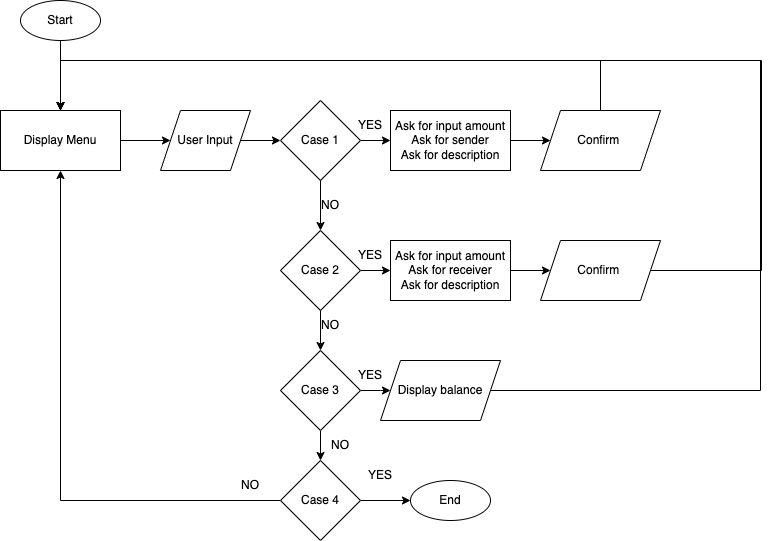 Start
Display Menu
User Input
Case 1
YES
Ask for input amount
Ask for sender
Ask for description
Confirm
NO
Case 2
YES
Ask for input amount
Ask for receiver
Ask for description
Confirm
NO
Case 3
YES
Display balance
NO
Case 4
NO
YES
End